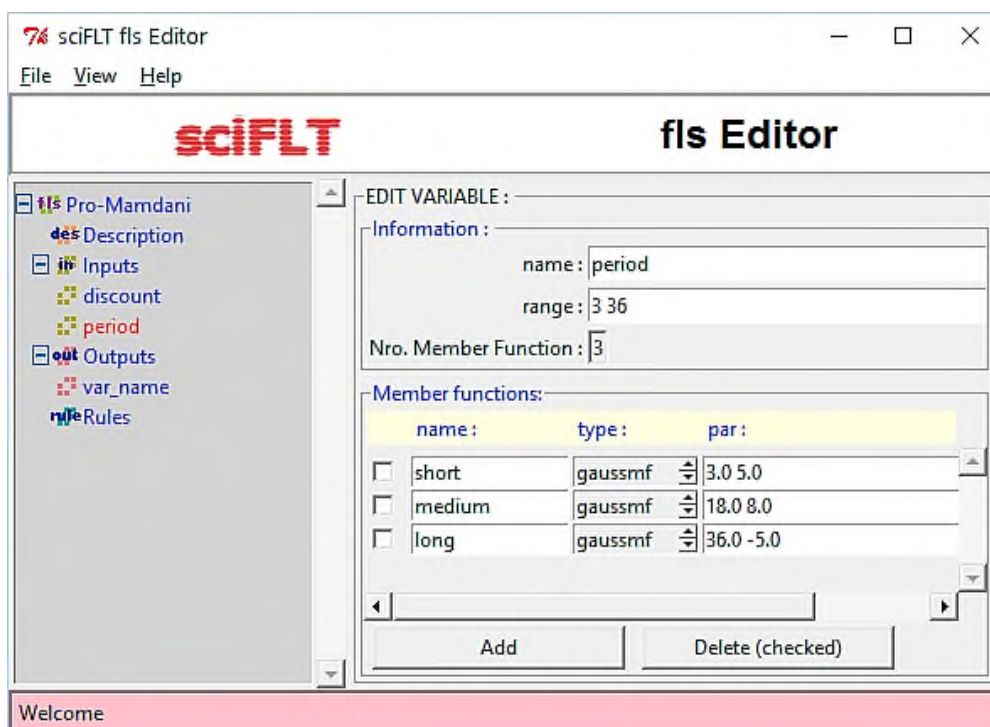 sciFLT fls Editor
File View Help
sciFLT fls Editor
fls Pro-Mamdani
des Description
in Inputs
discount
period
out Outputs
var_name
rule Rules
EDIT VARIABLE :
Information :
name : period
range : 3 36
Nro. Member Function : 3
Member functions:
name : type : par :
short gaussmf 3.0 5.0
medium gaussmf 18.0 8.0
long gaussmf 36.0 -5.0
Add Delete (checked)
Welcome